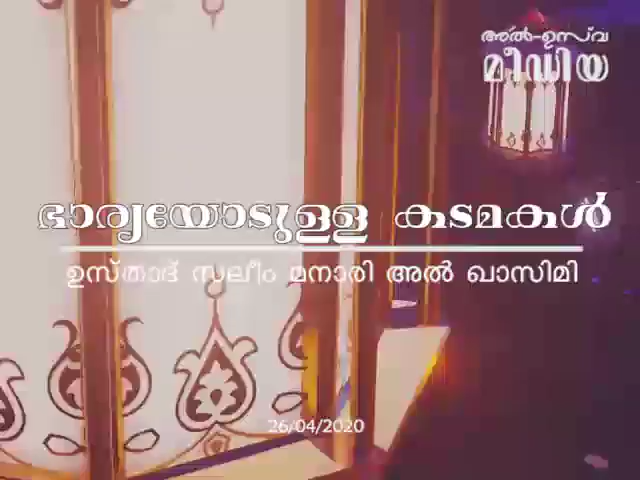 അൽ-ഉസ്‌വ
മീഡിയ
ഭാര്യയോടുള്ള കടമകൾ
ഉസ്താദ് സലീം മനാരി അൽ ഖാസിമി
26/04/2020